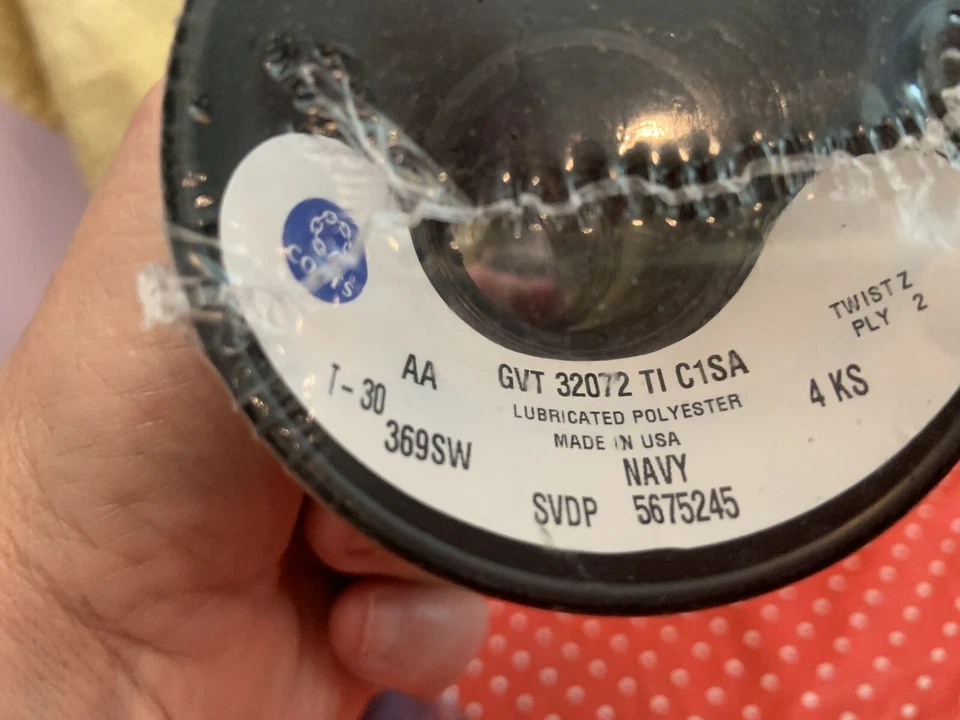 COATS
AA
T-30
369SW
GVT 32072 TI C1SA
LUBRICATED POLYESTER
MADE IN USA
NAVY
SVDP 5675245
4 KS
TWIST Z
PLY 2